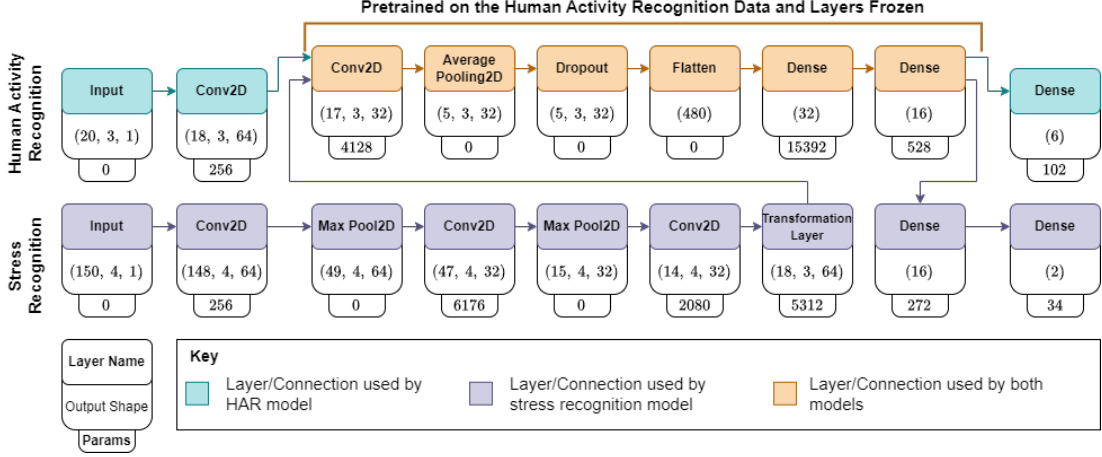 Pretrained on the Human Activity Recognition Data and Layers Frozen
Human Activity
Recognition
Input
(20, 3, 1)
0
Conv2D
(18, 3, 64)
256
Conv2D
(17, 3, 32)
4128
Average
Pooling2D
(5, 3, 32)
0
Dropout
(5, 3, 32)
0
Flatten
(480)
0
Dense
(32)
15392
Dense
(16)
528
Dense
(6)
102
Stress
Recognition
Input
(150, 4, 1)
0
Conv2D
(148, 4, 64)
256
Max Pool2D
(49, 4, 64)
0
Conv2D
(47, 4, 32)
6176
Max Pool2D
(15, 4, 32)
0
Conv2D
(14, 4, 32)
2080
Transformation
Layer
(18, 3, 64)
5312
Dense
(16)
272
Dense
(2)
34
Layer Name
Output Shape
Params
Key
Layer/Connection used by
HAR model
Layer/Connection used by
stress recognition model
Layer/Connection used by both
models